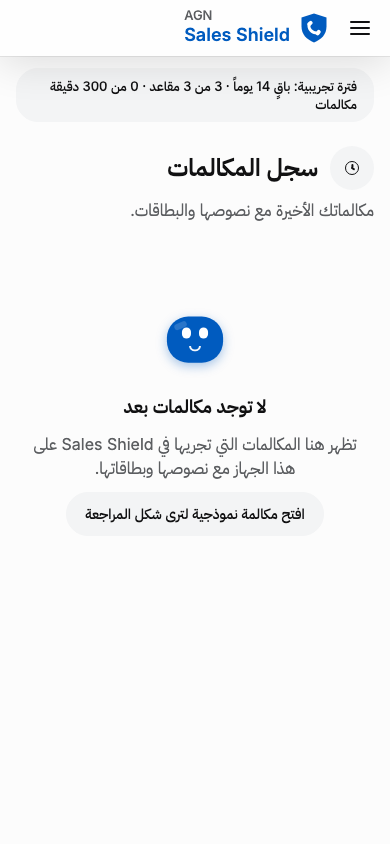 AGN
Sales Shield
فترة تجريبية: باقٍ 14 يوماً · 3 من 3 مقاعد · 0 من 300 دقيقة
مكالمات
سجل المكالمات
مكالماتك الأخيرة مع نصوصها والبطاقات.
لا توجد مكالمات بعد
تظهر هنا المكالمات التي تجريها في Sales Shield على
هذا الجهاز مع نصوصها وبطاقاتها.
افتح مكالمة نموذجية لترى شكل المراجعة